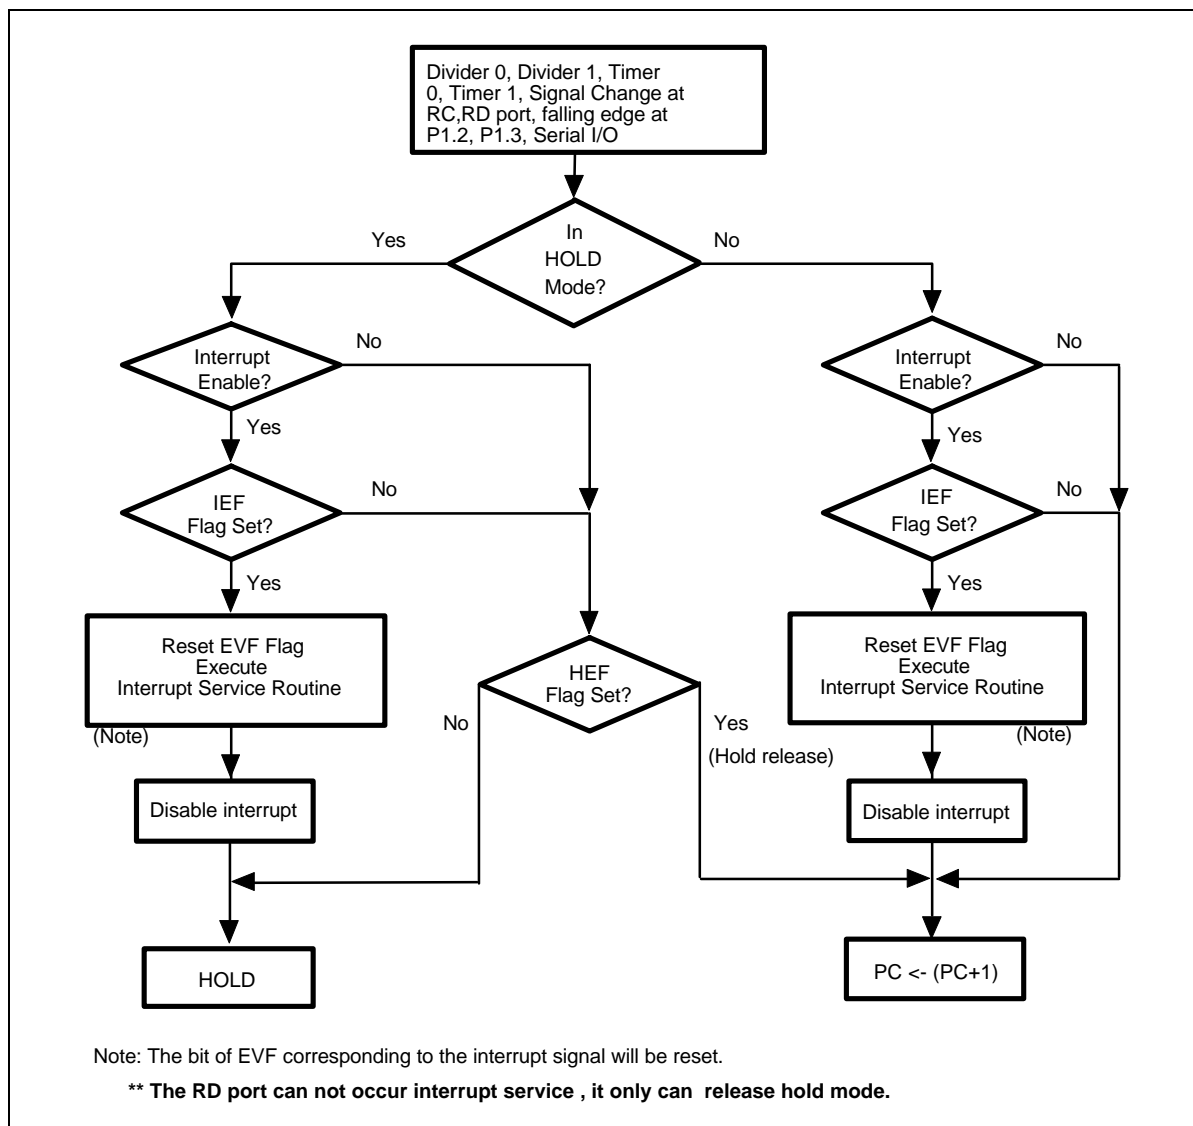 Divider 0, Divider 1, Timer
0, Timer 1, Signal Change at
RC,RD port, falling edge at
P1.2, P1.3, Serial I/O
In
HOLD
Mode?
Yes
No
Interrupt
Enable?
No
Yes
Interrupt
Enable?
No
Yes
IEF
Flag Set?
No
Yes
IEF
Flag Set?
No
Yes
Reset EVF Flag
Execute
Interrupt Service Routine
(Note)
HEF
Flag Set?
No
Yes
(Hold release)
Reset EVF Flag
Execute
Interrupt Service Routine
(Note)
Disable interrupt
Disable interrupt
HOLD
PC <- (PC+1)
Note: The bit of EVF corresponding to the interrupt signal will be reset.
** The RD port can not occur interrupt service , it only can  release hold mode.